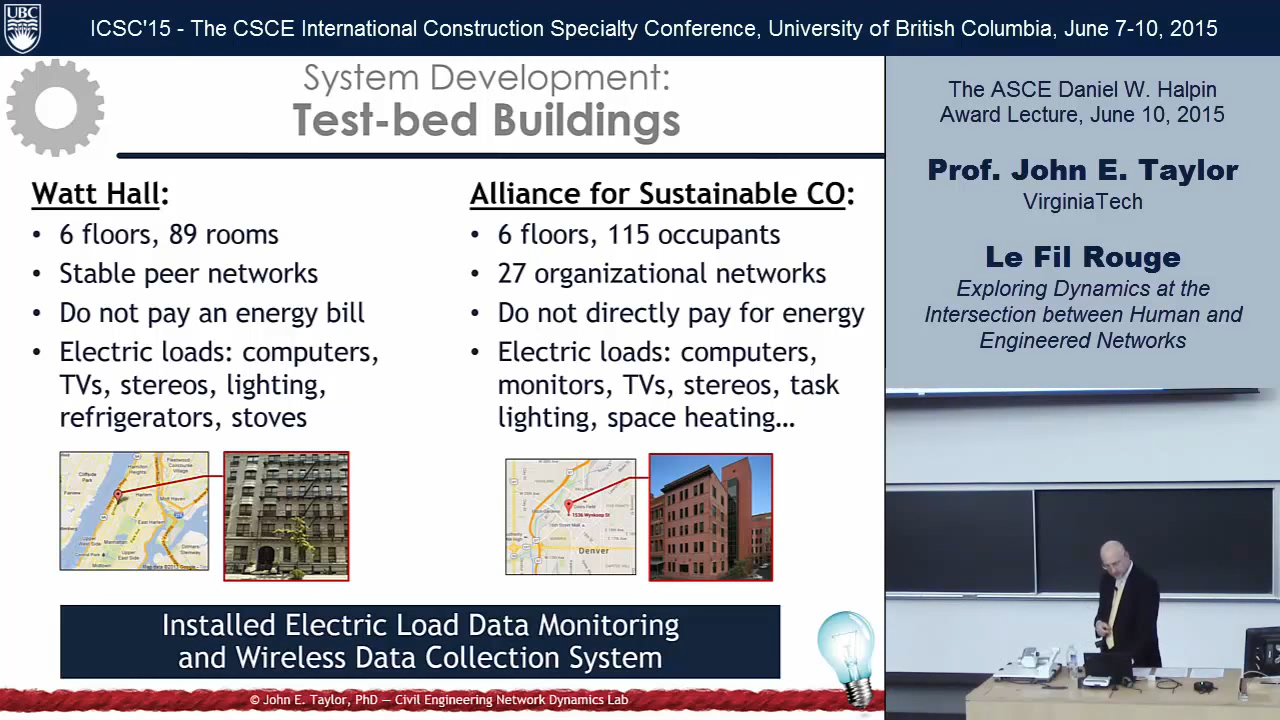 UBC
ICSC'15 - The CSCE International Construction Specialty Conference, University of British Columbia, June 7-10, 2015
System Development:
Test-bed Buildings
Watt Hall:
• 6 floors, 89 rooms
• Stable peer networks
• Do not pay an energy bill
• Electric loads: computers,
TVs, stereos, lighting,
refrigerators, stoves
Alliance for Sustainable CO:
• 6 floors, 115 occupants
• 27 organizational networks
• Do not directly pay for energy
• Electric loads: computers,
monitors, TVs, stereos, task
lighting, space heating…
Denver
Installed Electric Load Data Monitoring
and Wireless Data Collection System
© John E. Taylor, PhD — Civil Engineering Network Dynamics Lab
The ASCE Daniel W. Halpin
Award Lecture, June 10, 2015
Prof. John E. Taylor
VirginiaTech
Le Fil Rouge
Exploring Dynamics at the
Intersection between Human and
Engineered Networks